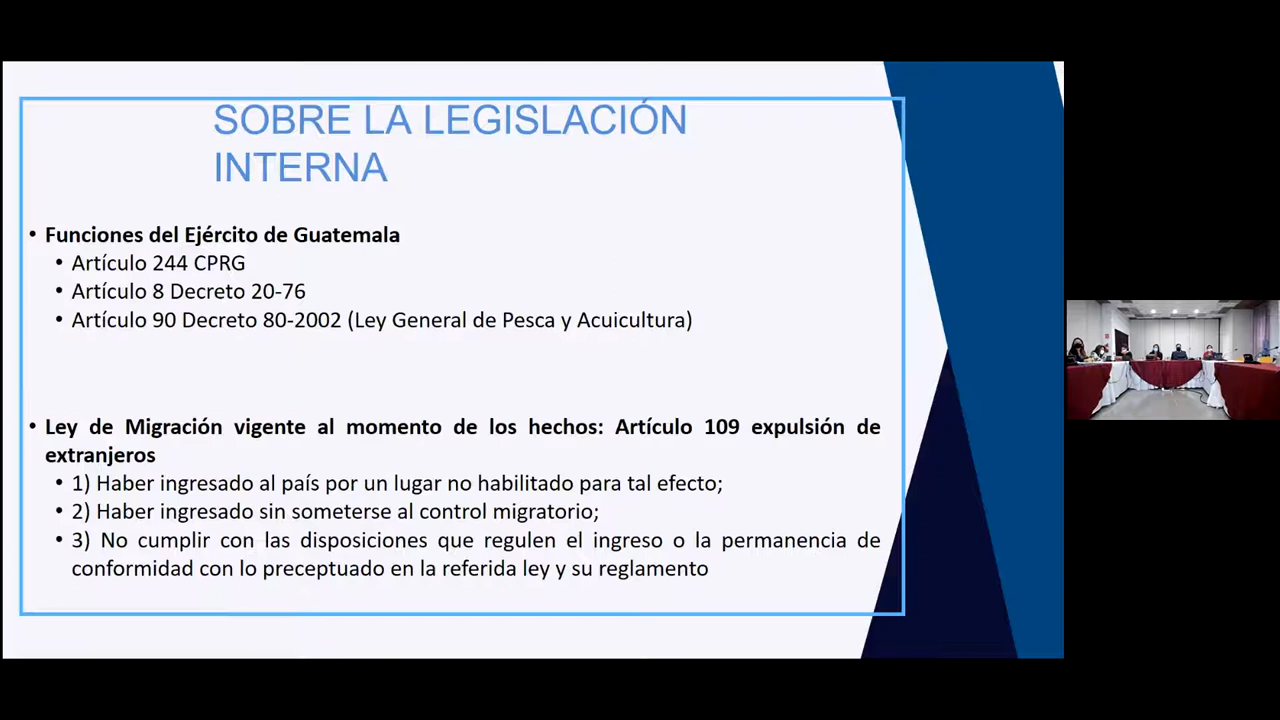 SOBRE LA LEGISLACIÓN
INTERNA
• Funciones del Ejército de Guatemala
• Artículo 244 CPRG
• Artículo 8 Decreto 20-76
• Artículo 90 Decreto 80-2002 (Ley General de Pesca y Acuicultura)
• Ley de Migración vigente al momento de los hechos: Artículo 109 expulsión de
extranjeros
• 1) Haber ingresado al país por un lugar no habilitado para tal efecto;
• 2) Haber ingresado sin someterse al control migratorio;
• 3) No cumplir con las disposiciones que regulen el ingreso o la permanencia de
conformidad con lo preceptuado en la referida ley y su reglamento